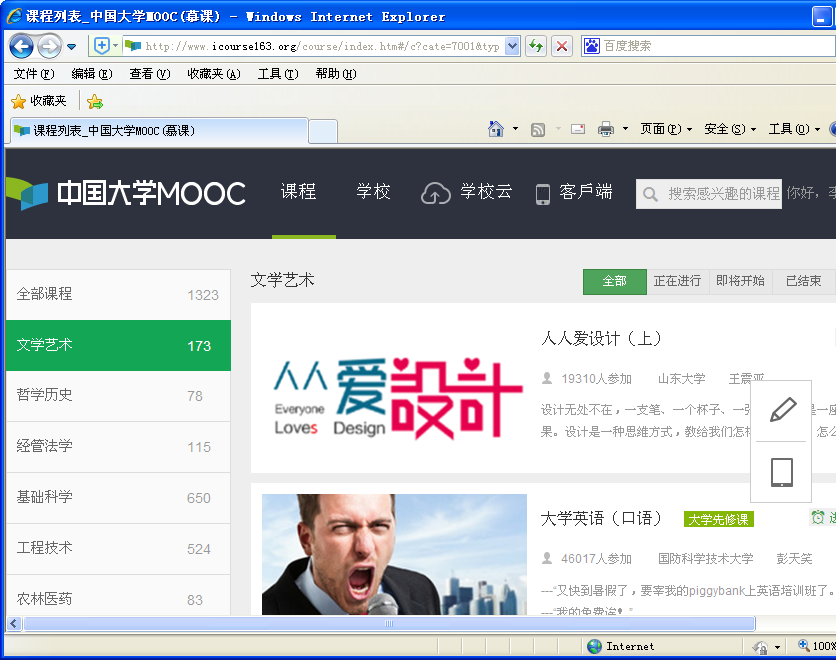 课程列表_中国大学MOOC(慕课) - Windows Internet Explorer
http://www.icourse163.org/course/index.htm#/c?cate=7001&typ
百度搜索
文件(F) 编辑(E) 查看(V) 收藏夹(A) 工具(T) 帮助(H)
收藏夹
课程列表_中国大学MOOC(慕课)
页面(P) 安全(S) 工具(O)
中国大学MOOC 课程 学校 学校云 客户端 搜索感兴趣的课程 你好，李
全部课程 1323
文学艺术 173
哲学历史 78
经管法学 115
基础科学 650
工程技术 524
农林医药 83
文学艺术 全部 正在进行 即将开始 已结束
人人爱设计
Everyone
Loves Design
人人爱设计（上）
19310人参加 山东大学 王震亚
设计无处不在，一支笔、一个杯子、一张 是一座
果。设计是一种思维方式，教给我们怎样 怎么
大学英语（口语） 大学先修课
46017人参加 国防科学技术大学 彭天笑
---“又快到暑假了，要宰我的piggybank上英语培训班了。
---“我的免费诶！”
Internet 100%